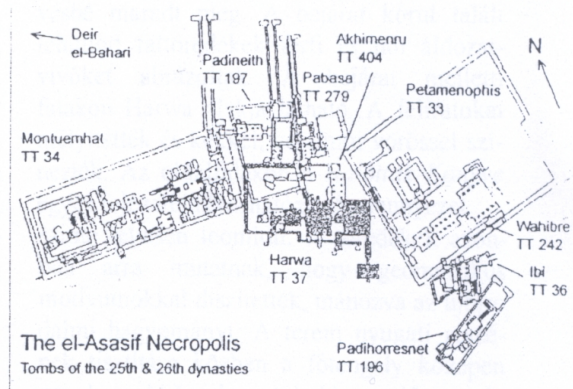 Deir
el-Bahari
Padineith
TT 197
Akhimenru
TT 404
Pabasa
TT 279
Petamenophis
TT 33
N
Montuemhat
TT 34
Wahibre
TT 242
Harwa
TT 37
Ibi
TT 36
Padihorresnet
TT 196
The el-Asasif Necropolis
Tombs of the 25th & 26th dynasties